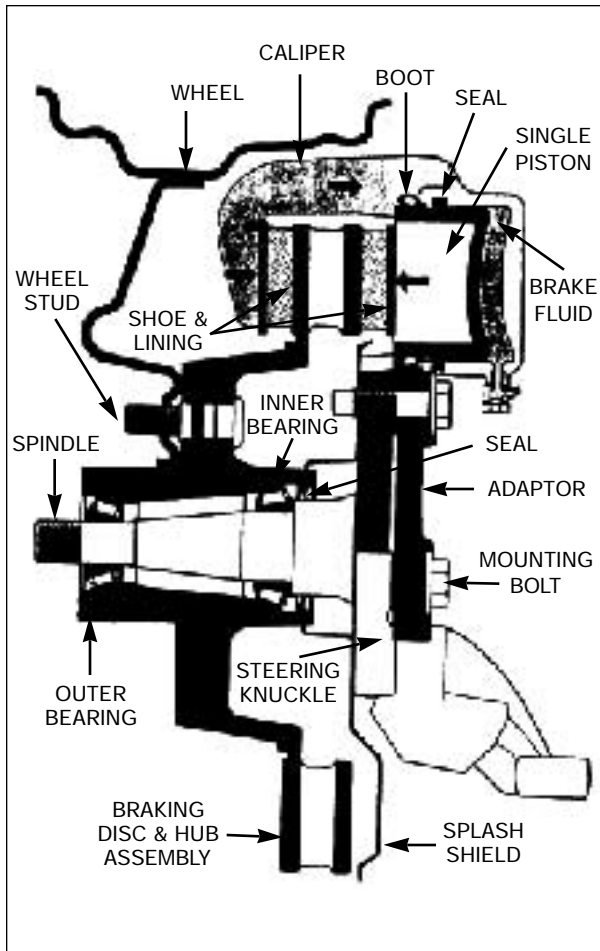 CALIPER
WHEEL
BOOT
SEAL
SINGLE
PISTON
WHEEL
STUD
SHOE &
LINING
BRAKE
FLUID
INNER
BEARING
SPINDLE
SEAL
ADAPTOR
MOUNTING
BOLT
STEERING
KNUCKLE
OUTER
BEARING
BRAKING
DISC & HUB
ASSEMBLY
SPLASH
SHIELD